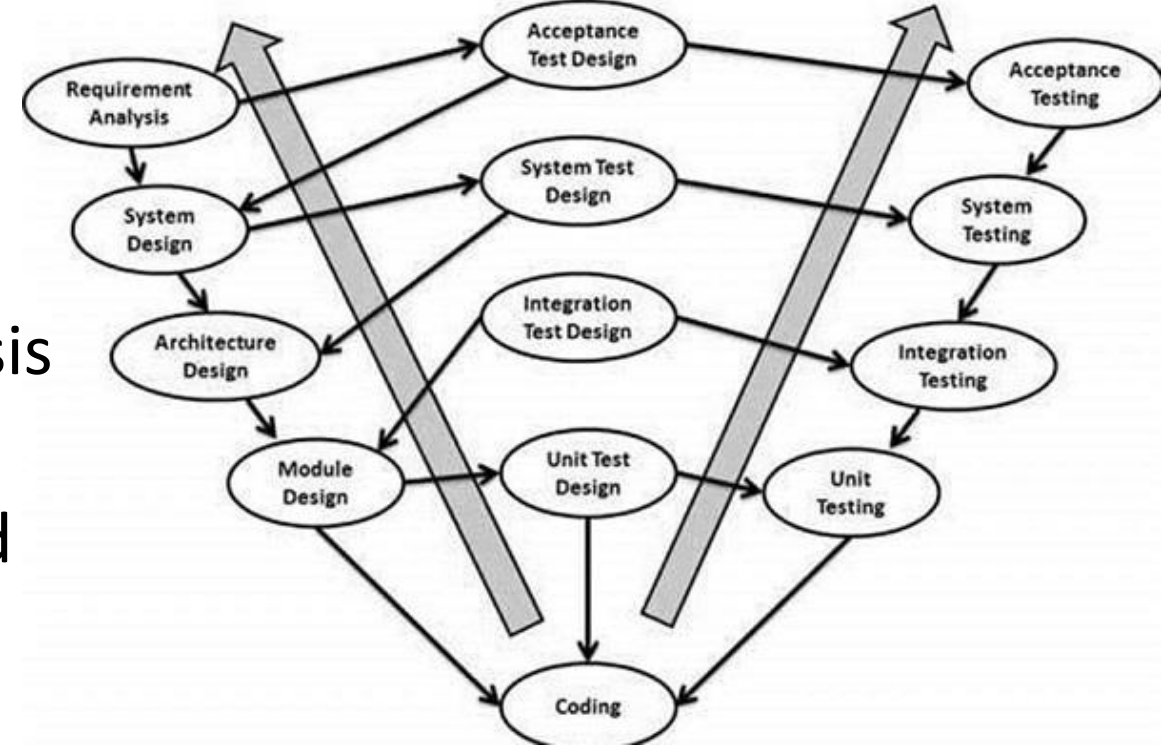 Acceptance
Test Design
Requirement
Analysis
Acceptance
Testing
System Test
Design
System
Design
System
Testing
Integration
Test Design
Architecture
Design
sis
Integration
Testing
Module
Design
Unit Test
Design
Unit
Testing
d
Coding